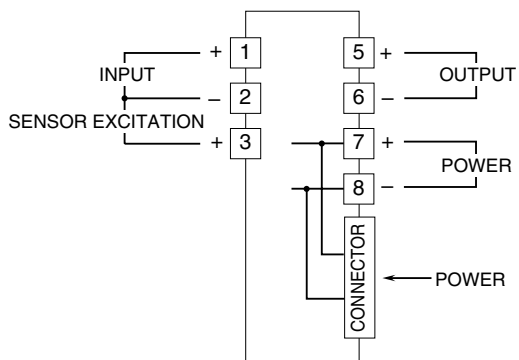 + 1
INPUT
− 2
SENSOR EXCITATION
+ 3
5 +
OUTPUT
6 −
7 +
POWER
8 −
CONNECTOR
POWER